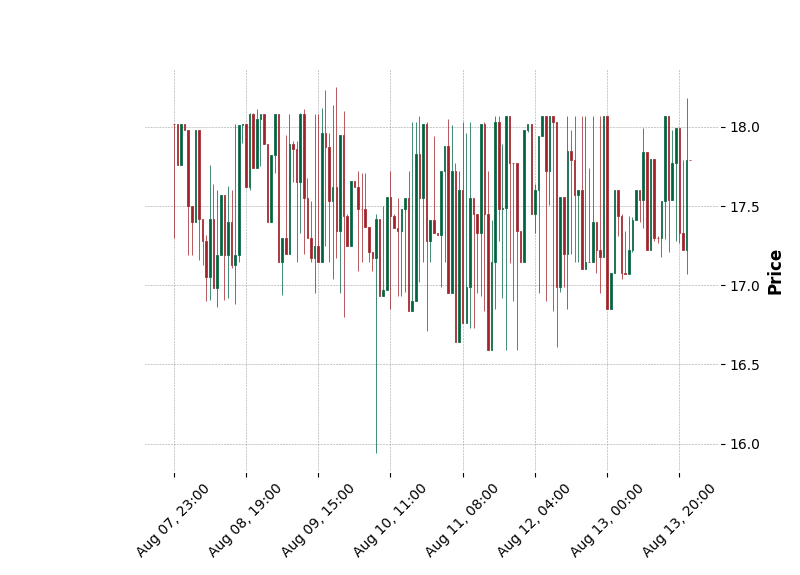 18.0
17.5
17.0
16.5
16.0
Price
Aug 07, 23:00
Aug 08, 19:00
Aug 09, 15:00
Aug 10, 11:00
Aug 11, 08:00
Aug 12, 04:00
Aug 13, 00:00
Aug 13, 20:00